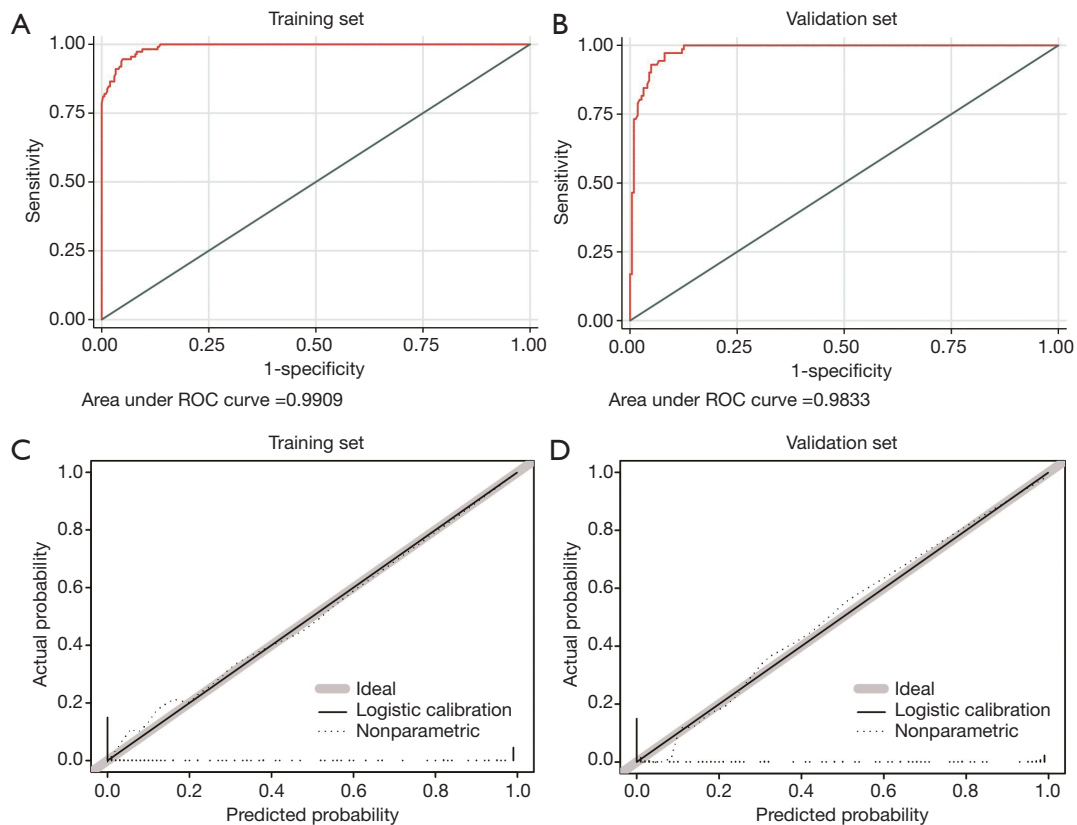 A
Training set
1.00
0.75
0.50
0.25
0.00
Sensitivity
0.00 0.25 0.50 0.75 1.00
1-specificity
Area under ROC curve =0.9909
B
Validation set
1.00
0.75
0.50
0.25
0.00
Sensitivity
0.00 0.25 0.50 0.75 1.00
1-specificity
Area under ROC curve =0.9833
C
Training set
1.0
0.8
0.6
0.4
0.2
0.0
Actual probability
Ideal
Logistic calibration
Nonparametric
0.0 0.2 0.4 0.6 0.8 1.0
Predicted probability
D
Validation set
1.0
0.8
0.6
0.4
0.2
0.0
Actual probability
Ideal
Logistic calibration
Nonparametric
0.0 0.2 0.4 0.6 0.8 1.0
Predicted probability